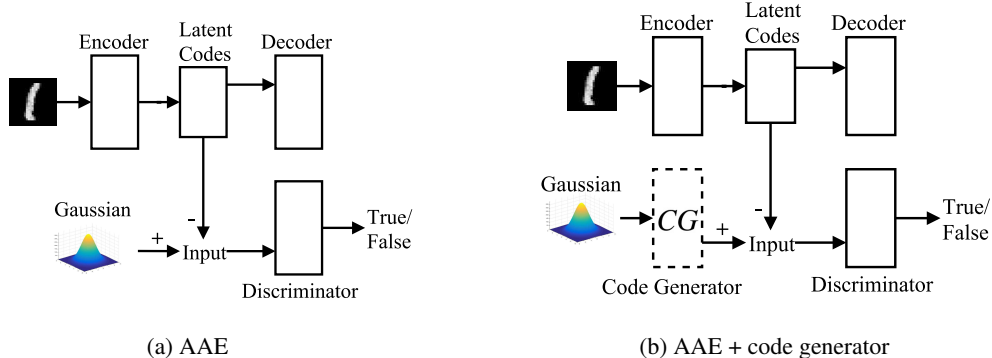 Encoder
Latent
Codes
Decoder
Gaussian
+
-
Input
True/
False
Discriminator
(a) AAE
Encoder
Latent
Codes
Decoder
Gaussian
CG
+
-
Input
True/
False
Code Generator
Discriminator
(b) AAE + code generator